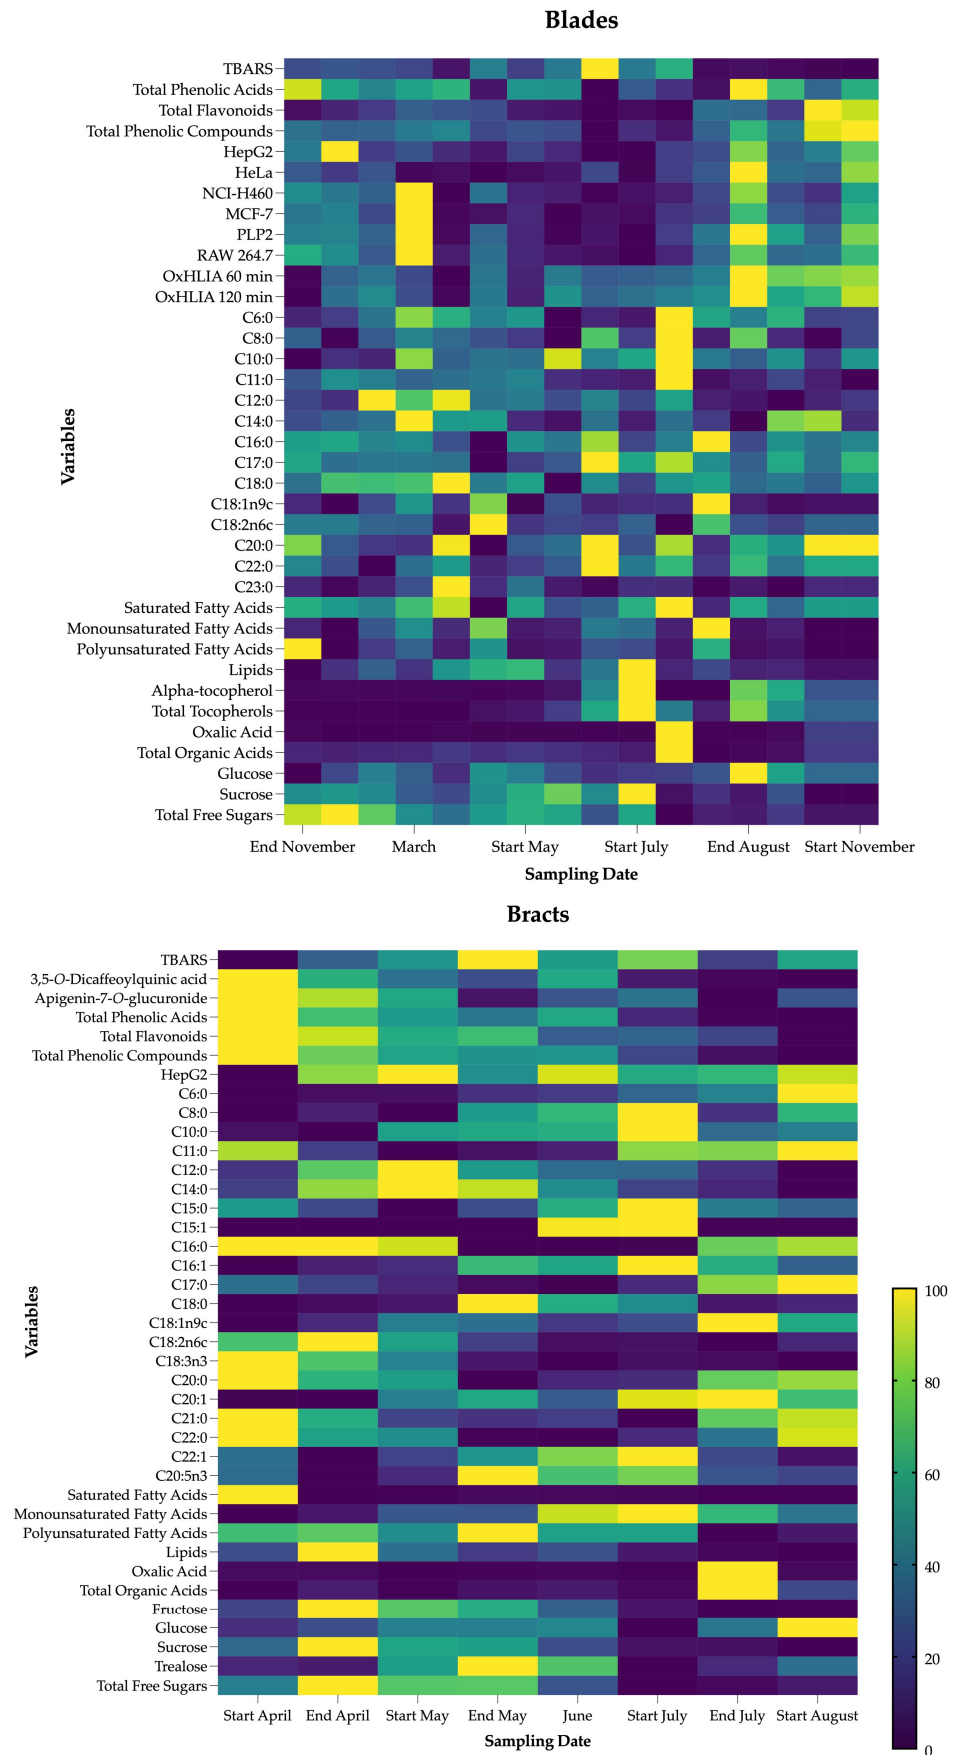 Blades
TBARS
Total Phenolic Acids
Total Flavonoids
Total Phenolic Compounds
HepG2
HeLa
NCI-H460
MCF-7
PLP2
RAW 264.7
OxHLIA 60 min
OxHLIA 120 min
C6:0
C8:0
C10:0
C11:0
C12:0
C14:0
C16:0
C17:0
C18:0
C18:1n9c
C18:2n6c
C20:0
C22:0
C23:0
Saturated Fatty Acids
Monounsaturated Fatty Acids
Polyunsaturated Fatty Acids
Lipids
Alpha-tocopherol
Total Tocopherols
Oxalic Acid
Total Organic Acids
Glucose
Sucrose
Total Free Sugars
Variables
End November March Start May Start July End August Start November
Sampling Date
Bracts
TBARS
3,5-O-Dicaffeoylquinic acid
Apigenin-7-O-glucuronide
Total Phenolic Acids
Total Flavonoids
Total Phenolic Compounds
HepG2
C6:0
C8:0
C10:0
C11:0
C12:0
C14:0
C15:0
C15:1
C16:0
C16:1
C17:0
C18:0
C18:1n9c
C18:2n6c
C18:3n3
C20:0
C20:1
C21:0
C22:0
C22:1
C20:5n3
Saturated Fatty Acids
Monounsaturated Fatty Acids
Polyunsaturated Fatty Acids
Lipids
Oxalic Acid
Total Organic Acids
Fructose
Glucose
Sucrose
Trealose
Total Free Sugars
Variables
Start April End April Start May End May June Start July End July Start August
Sampling Date
100
80
60
40
20
0